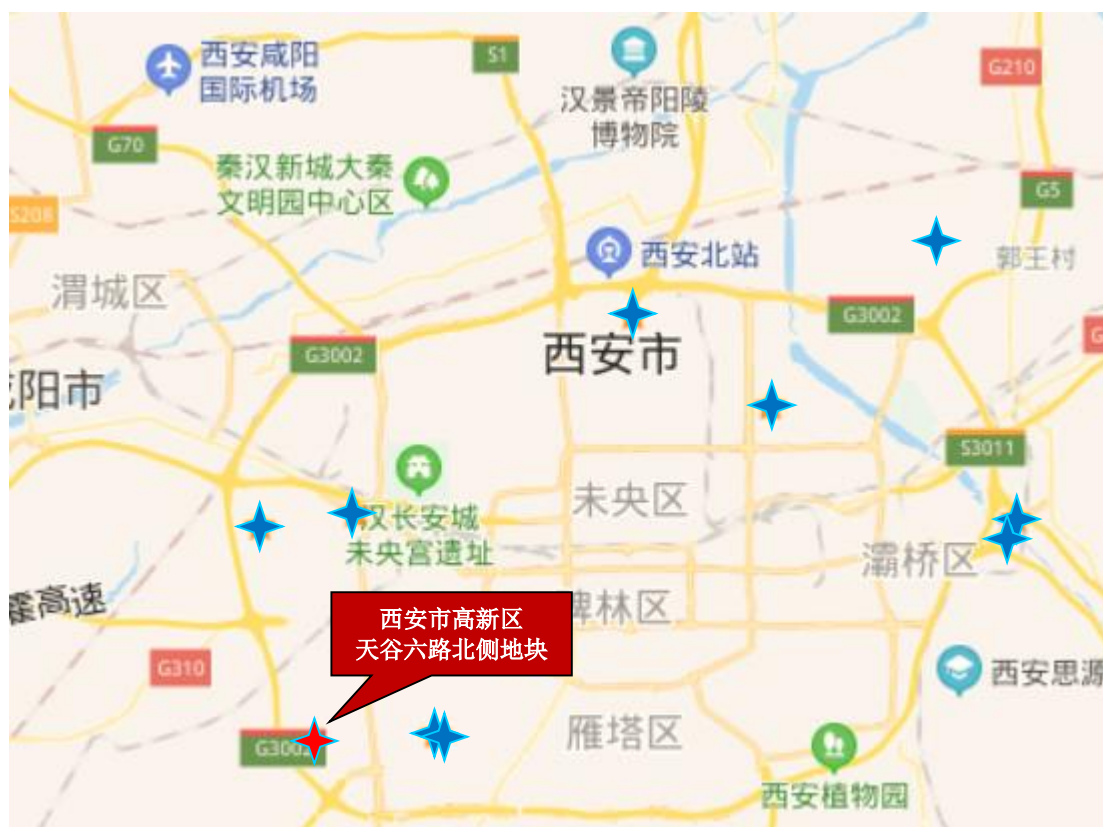 西安咸阳
国际机场
S1
G210
汉景帝阳陵
博物院
G70
秦汉新城大秦
文明园中心区
G5
S208
西安北站
郭王村
渭城区
G3002
G3002
西安市
阳市
S3011
未央区
汉长安城
未央宫遗址
灞桥区
霍高速
西安市高新区
天谷六路北侧地块
碑林区
G310
西安思源
雁塔区
G3002
西安植物园